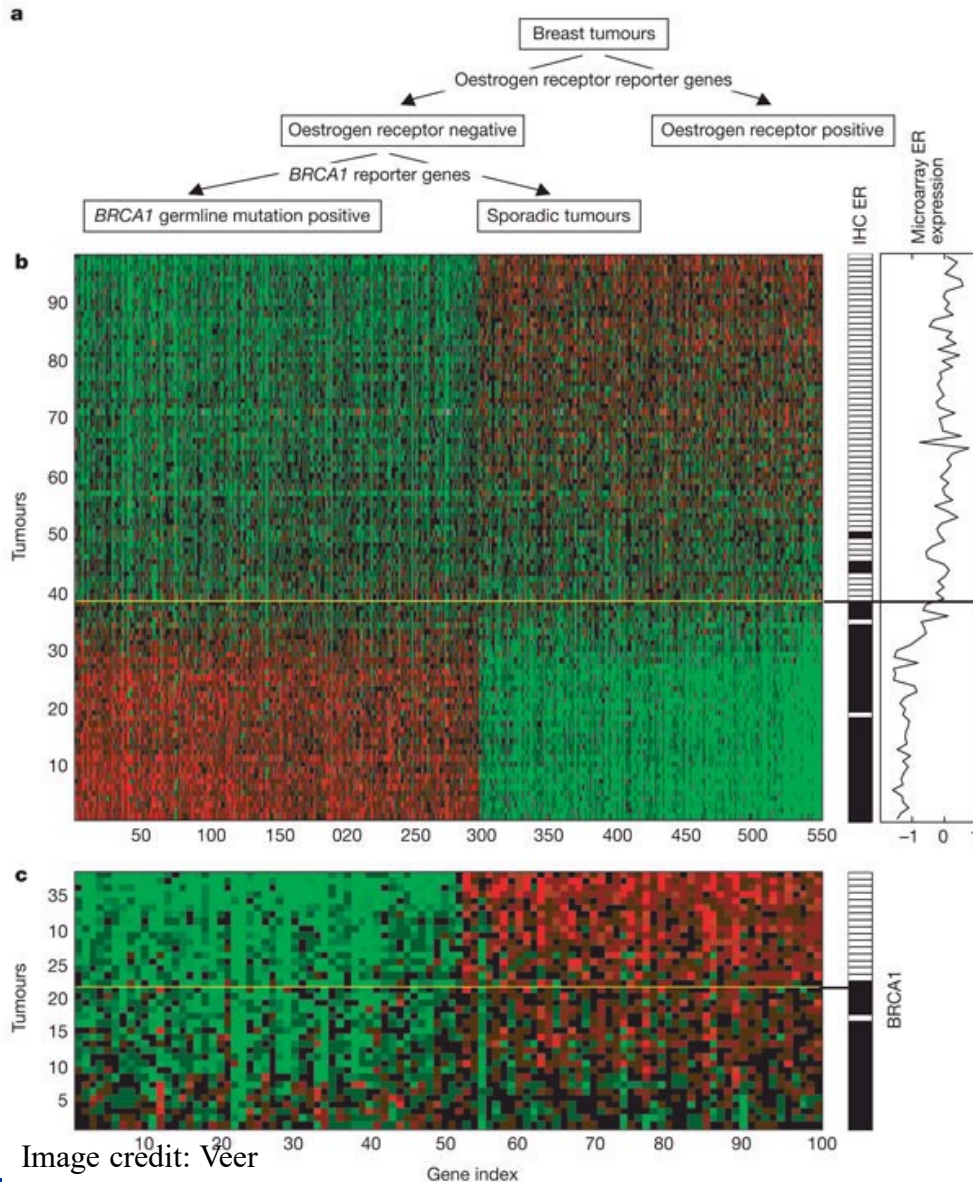 a
Breast tumours
Oestrogen receptor reporter genes
Oestrogen receptor negative
Oestrogen receptor positive
BRCA1 reporter genes
BRCA1 germline mutation positive
Sporadic tumours
IHC ER
Microarray ER
expression
b
90
80
70
60
50
40
30
20
10
Tumours
50 100 150 020 250 300 350 400 450 500 550
–1 0 1
c
35
10
25
20
15
10
5
Tumours
BRCA1
10 20 30 40 50 60 70 80 90 100
Image credit: Veer
Gene index